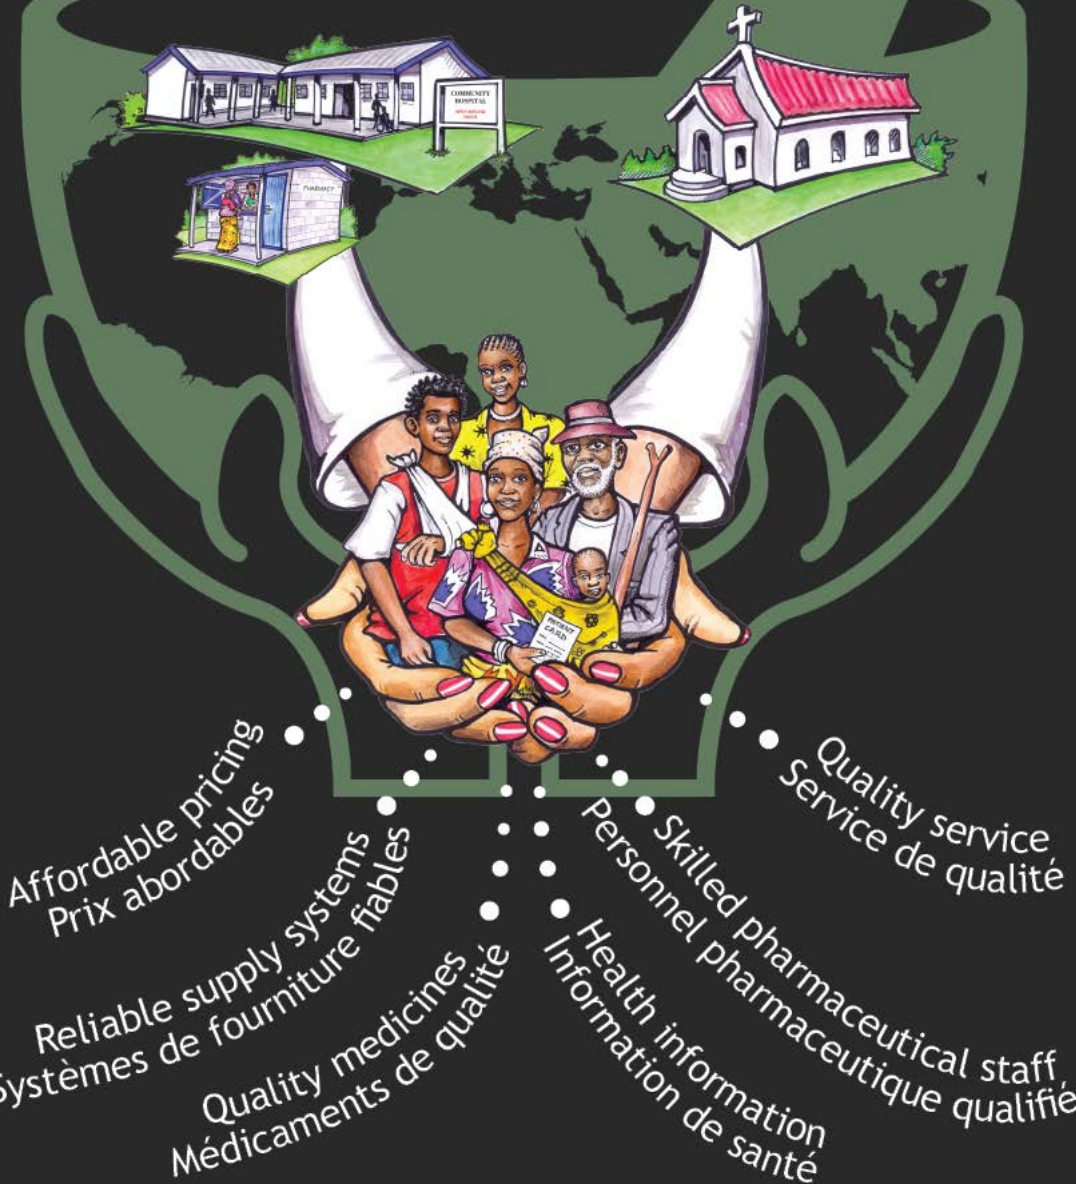 COMMUNITY
HOSPITAL
PHARMACY
PATIENT
CARD
Affordable pricing
Prix abordables
Reliable supply systems
Systèmes de fourniture fiables
Quality medicines
Médicaments de qualité
Health information
Information de santé
Skilled pharmaceutical staff
Personnel pharmaceutique qualifié
Quality service
Service de qualité